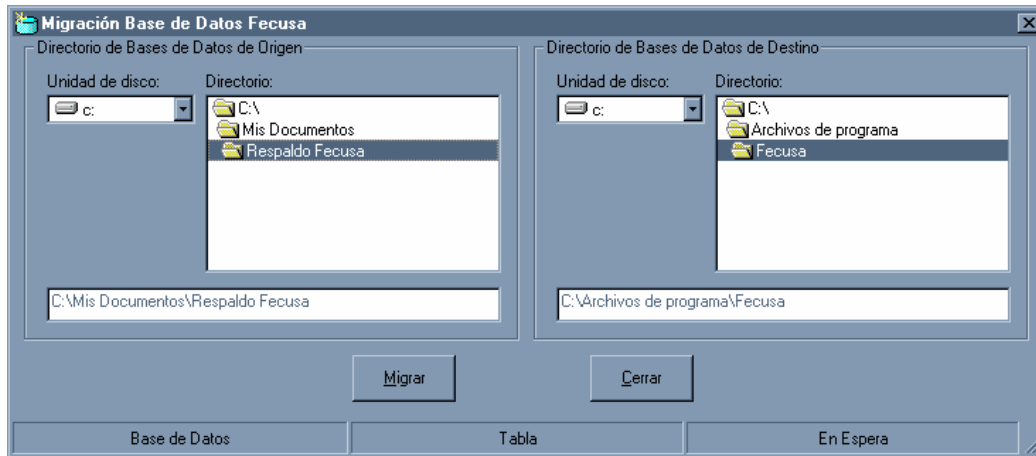 Migración Base de Datos Fecusa
Directorio de Bases de Datos de Origen
Unidad de disco:
Directorio:
c:
C:\
Mis Documentos
Respaldo Fecusa
C:\Mis Documentos\Respaldo Fecusa
Directorio de Bases de Datos de Destino
Unidad de disco:
Directorio:
c:
C:\
Archivos de programa
Fecusa
C:\Archivos de programa\Fecusa
Migrar
Cerrar
Base de Datos
Tabla
En Espera